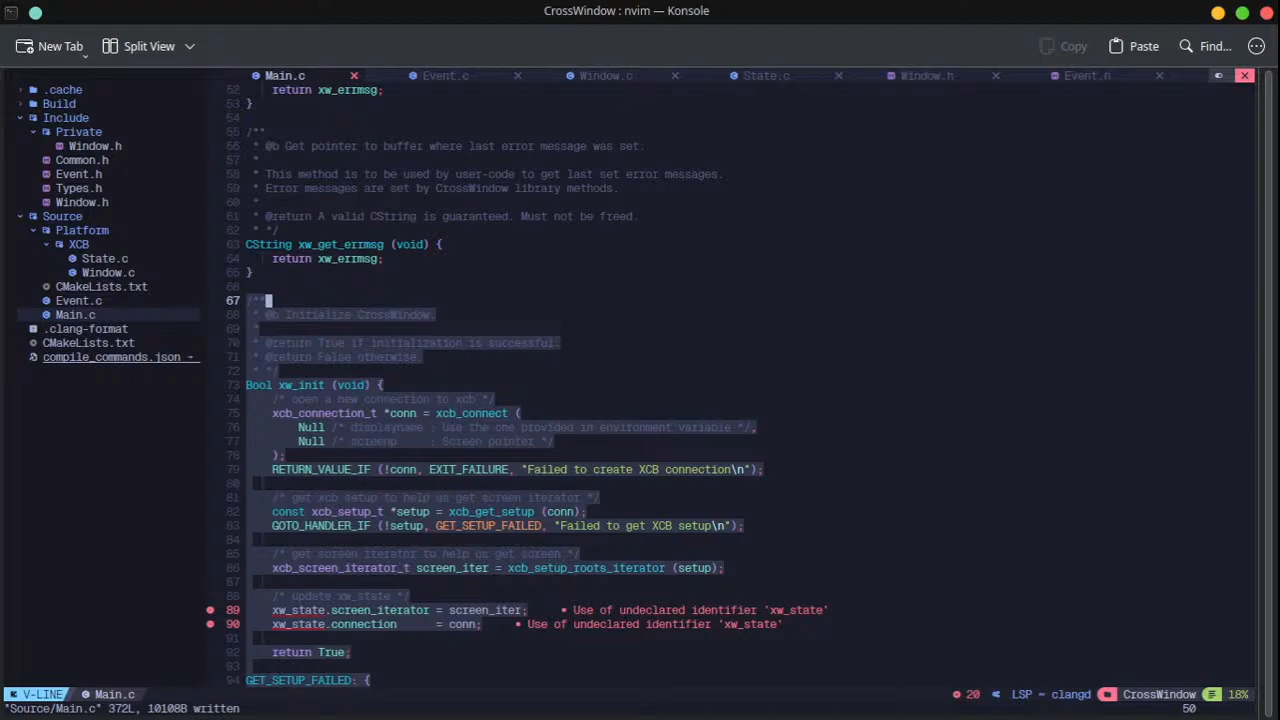 CrossWindow : nvim — Konsole
New Tab
Split View
Copy
Paste
Find...
Main.c
Event.c
Window.c
State.c
Window.h
Event.h
.cache
Build
Include
Private
Window.h
Common.h
Event.h
Types.h
Window.h
Source
Platform
XCB
State.c
Window.c
CMakeLists.txt
Event.c
Main.c
.clang-format
CMakeLists.txt
compile_commands.json
52 return xw_errmsg;
53 }
54
55 /**
56 * @b Get pointer to buffer where last error message was set.
57 *
58 * This method is to be used by user-code to get last set error messages.
59 * Error messages are set by CrossWindow library methods.
60 *
61 * @return A valid CString is guaranteed. Must not be freed.
62 * */
63 CString xw_get_errmsg (void) {
64 return xw_errmsg;
65 }
66
67 /**
68 * @b Initialize CrossWindow.
69 *
70 * @return True if initialization is successful.
71 * @return False otherwise.
72 * */
73 Bool xw_init (void) {
74 /* open a new connection to xcb */
75 xcb_connection_t *conn = xcb_connect (
76 Null /* displayname : Use the one provided in environment variable */,
77 Null /* screenp : Screen pointer */
78 );
79 RETURN_VALUE_IF (!conn, EXIT_FAILURE, "Failed to create XCB connection\n");
80
81 /* get xcb setup to help us get screen iterator */
82 const xcb_setup_t *setup = xcb_get_setup (conn);
83 GOTO_HANDLER_IF (!setup, GET_SETUP_FAILED, "Failed to get XCB setup\n");
84
85 /* get screen iterator to help us get screen */
86 xcb_screen_iterator_t screen_iter = xcb_setup_roots_iterator (setup);
87
88 /* update xw_state */
89 xw_state.screen_iterator = screen_iter; ▪ Use of undeclared identifier 'xw_state'
90 xw_state.connection = conn; ▪ Use of undeclared identifier 'xw_state'
91
92 return True;
93
94 GET_SETUP_FAILED: {
V-LINE Main.c 20 LSP ~ clangd CrossWindow 18%
"Source/Main.c" 372L, 10108B written 50